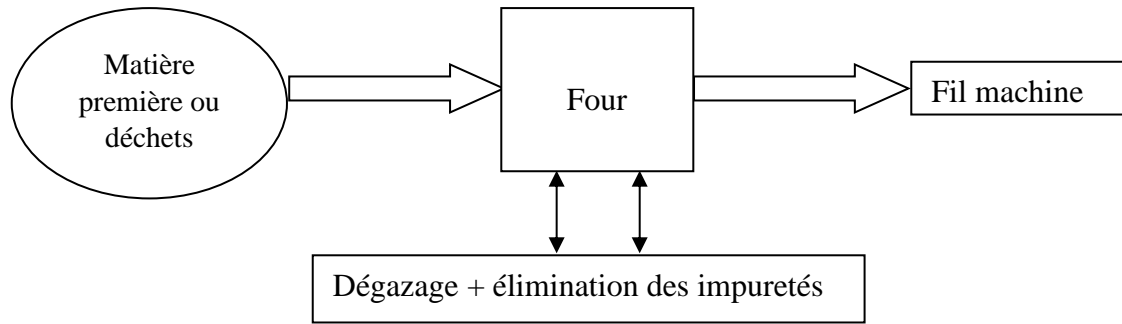 Matière
première ou
déchets
Four
Fil machine
Dégazage + élimination des impuretés